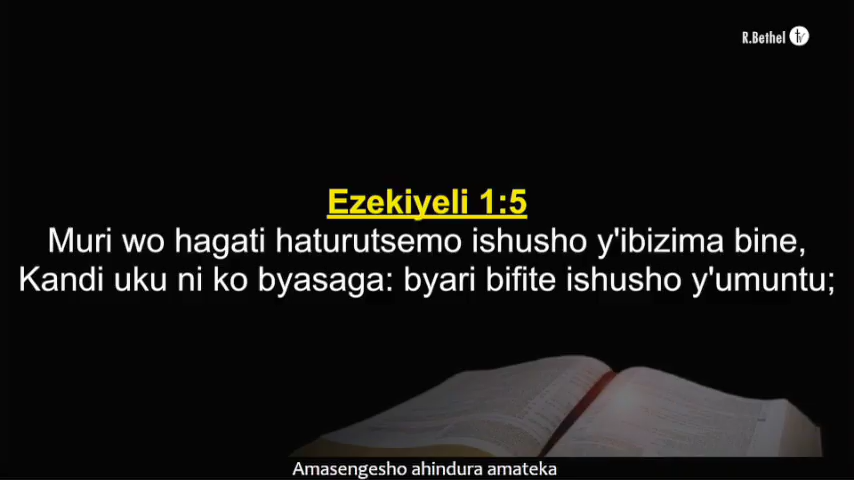 R.Bethel tv
Ezekiyeli 1:5
Muri wo hagati haturutsemo ishusho y'ibizima bine,
Kandi uku ni ko byasaga: byari bifite ishusho y'umuntu;
Amasengesho ahindura amateka